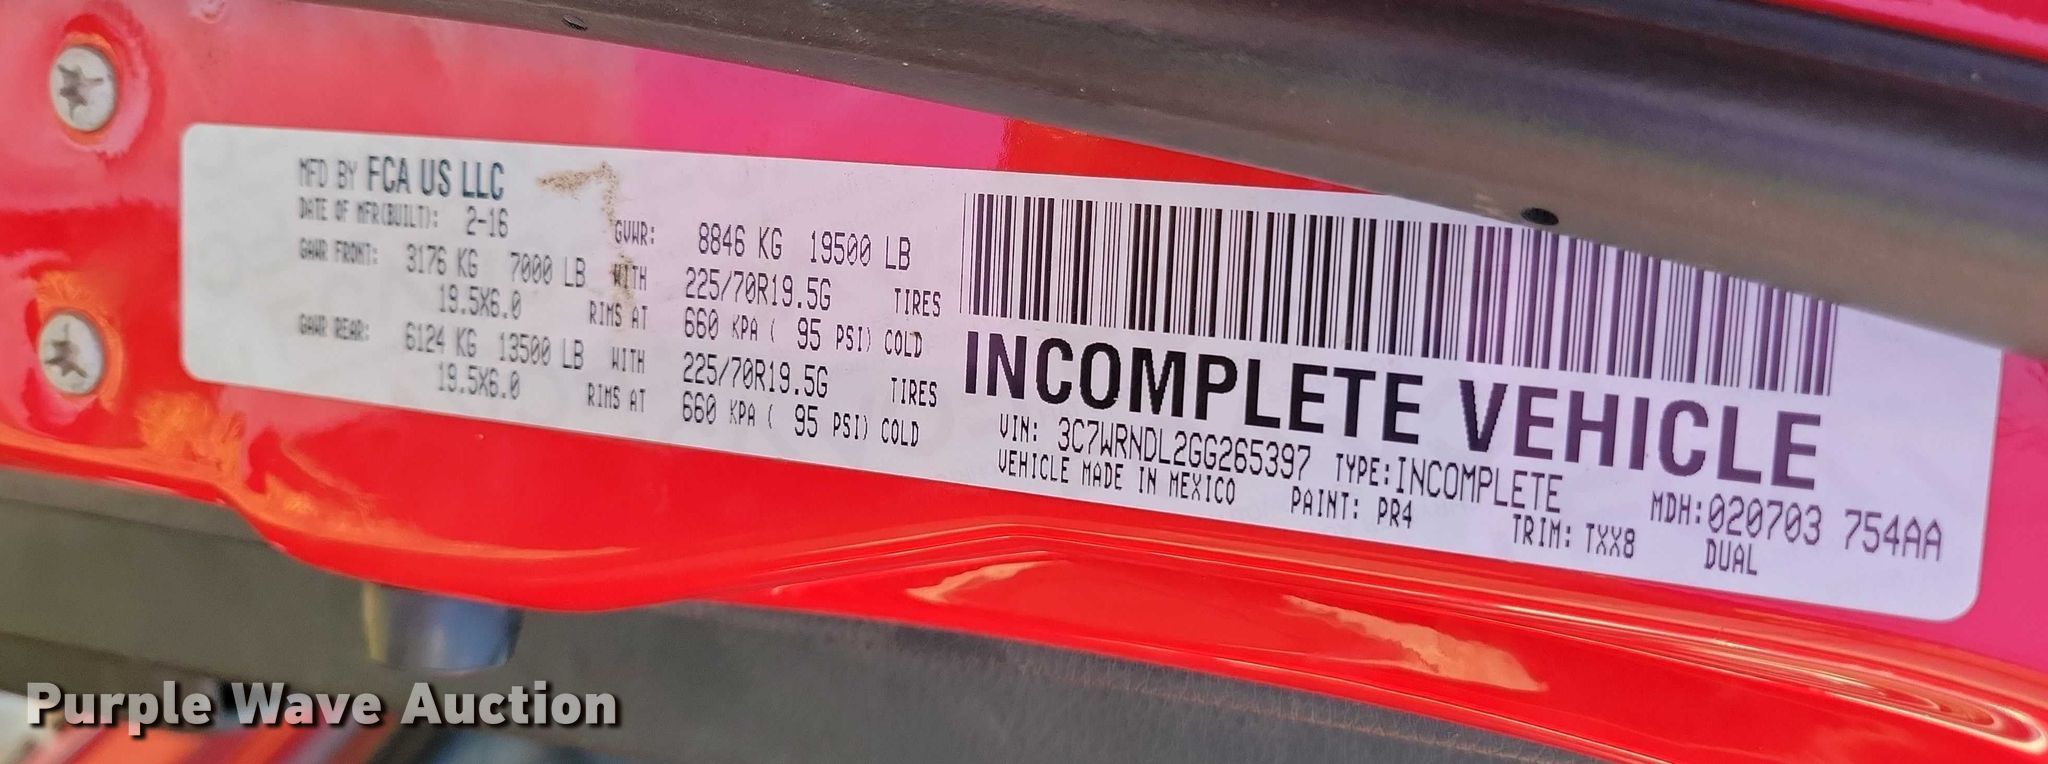 MFD BY FCA US LLC
DATE OF MFR(BUILT): 2-16
GVWR: 8846 KG 19500 LB
GAWR FRONT: 3176 KG 7000 LB WITH 225/70R19.5G TIRES
19.5X6.0 RIMS AT 660 KPA ( 95 PSI) COLD
GAWR REAR: 6124 KG 13500 LB WITH 225/70R19.5G TIRES
19.5X6.0 RIMS AT 660 KPA ( 95 PSI) COLD
INCOMPLETE VEHICLE
VIN: 3C7WRNDL2GG265397 TYPE:INCOMPLETE MDH:020703 754AA
VEHICLE MADE IN MEXICO PAINT: PR4 TRIM: TXX8 DUAL
Purple Wave Auction